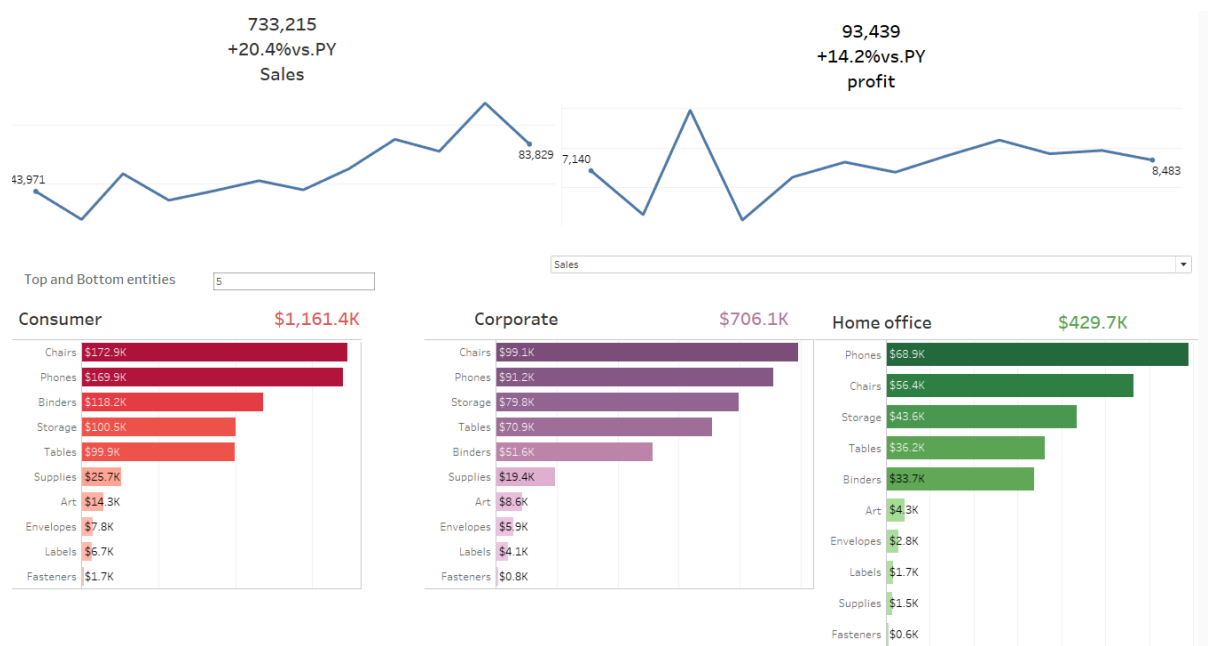 733,215
+20.4%vs.PY
Sales
93,439
+14.2%vs.PY
profit
43,971
83,829
7,140
8,483
Top and Bottom entities
5
Sales
Consumer $1,161.4K
Chairs $172.9K
Phones $169.9K
Binders $118.2K
Storage $100.5K
Tables $99.9K
Supplies $25.7K
Art $14.3K
Envelopes $7.8K
Labels $6.7K
Fasteners $1.7K
Corporate $706.1K
Chairs $99.1K
Phones $91.2K
Storage $79.8K
Tables $70.9K
Binders $51.6K
Supplies $19.4K
Art $8.6K
Envelopes $5.9K
Labels $4.1K
Fasteners $0.8K
Home office $429.7K
Phones $68.9K
Chairs $56.4K
Storage $43.6K
Tables $36.2K
Binders $33.7K
Art $4.3K
Envelopes $2.8K
Labels $1.7K
Supplies $1.5K
Fasteners $0.6K